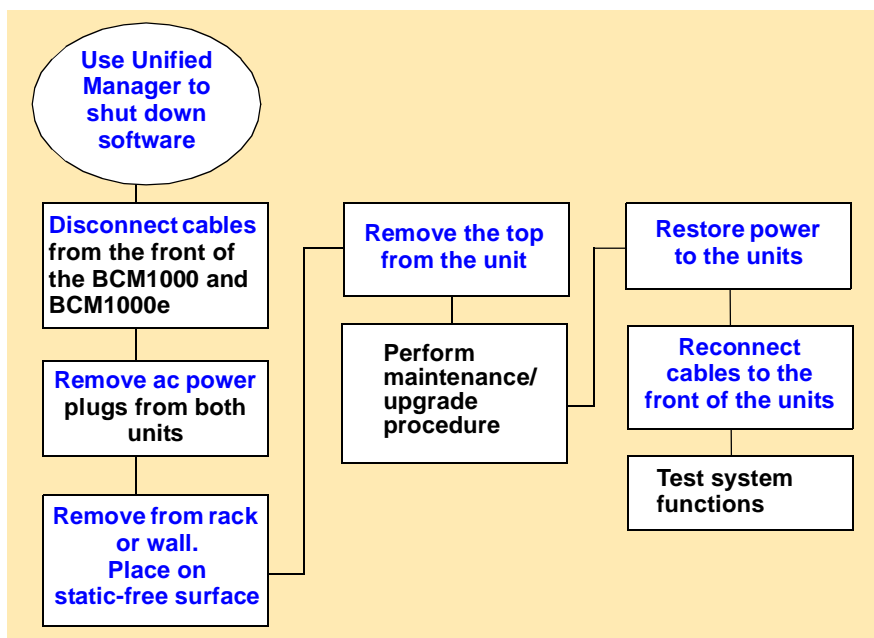 Use Unified
Manager to
shut down
software
Disconnect cables
from the front of
the BCM1000 and
BCM1000e
Remove ac power
plugs from both
units
Remove from rack
or wall.
Place on
static-free surface
Remove the top
from the unit
Perform
maintenance/
upgrade
procedure
Restore power
to the units
Reconnect
cables to the
front of the units
Test system
functions